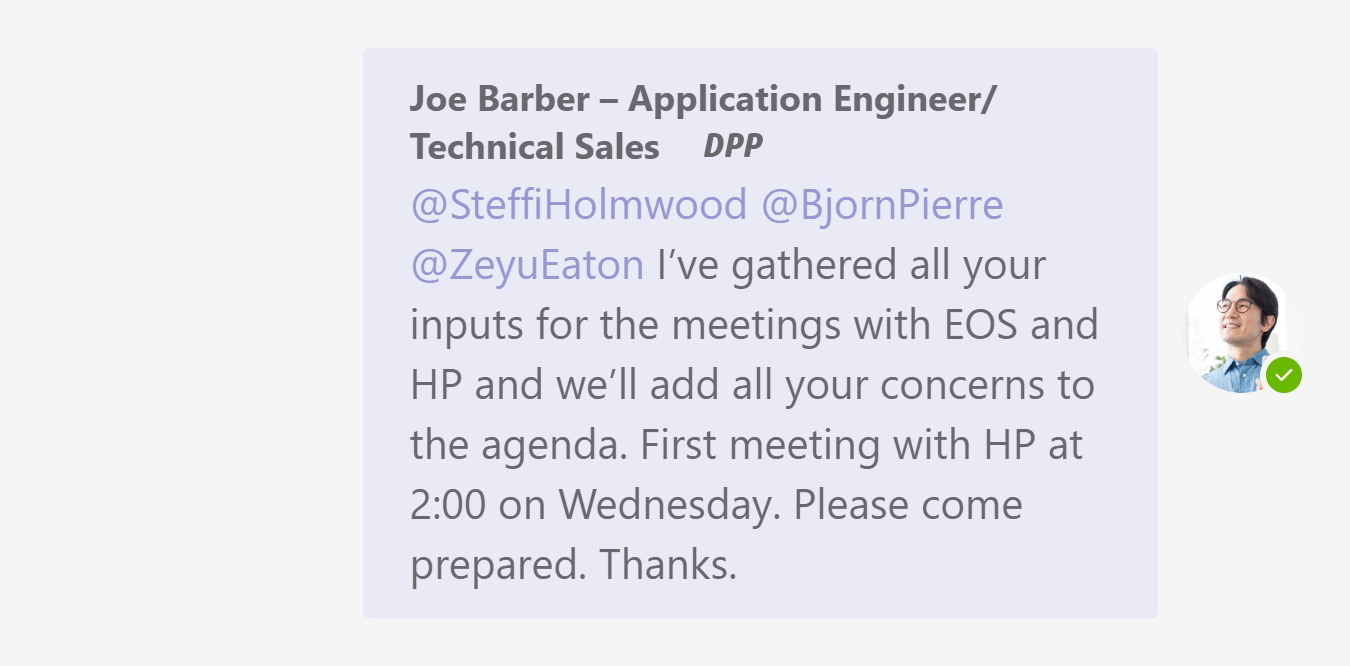 Joe Barber – Application Engineer/
Technical Sales DPP
@SteffiHolmwood @BjornPierre
@ZeyuEaton I’ve gathered all your
inputs for the meetings with EOS and
HP and we’ll add all your concerns to
the agenda. First meeting with HP at
2:00 on Wednesday. Please come
prepared. Thanks.